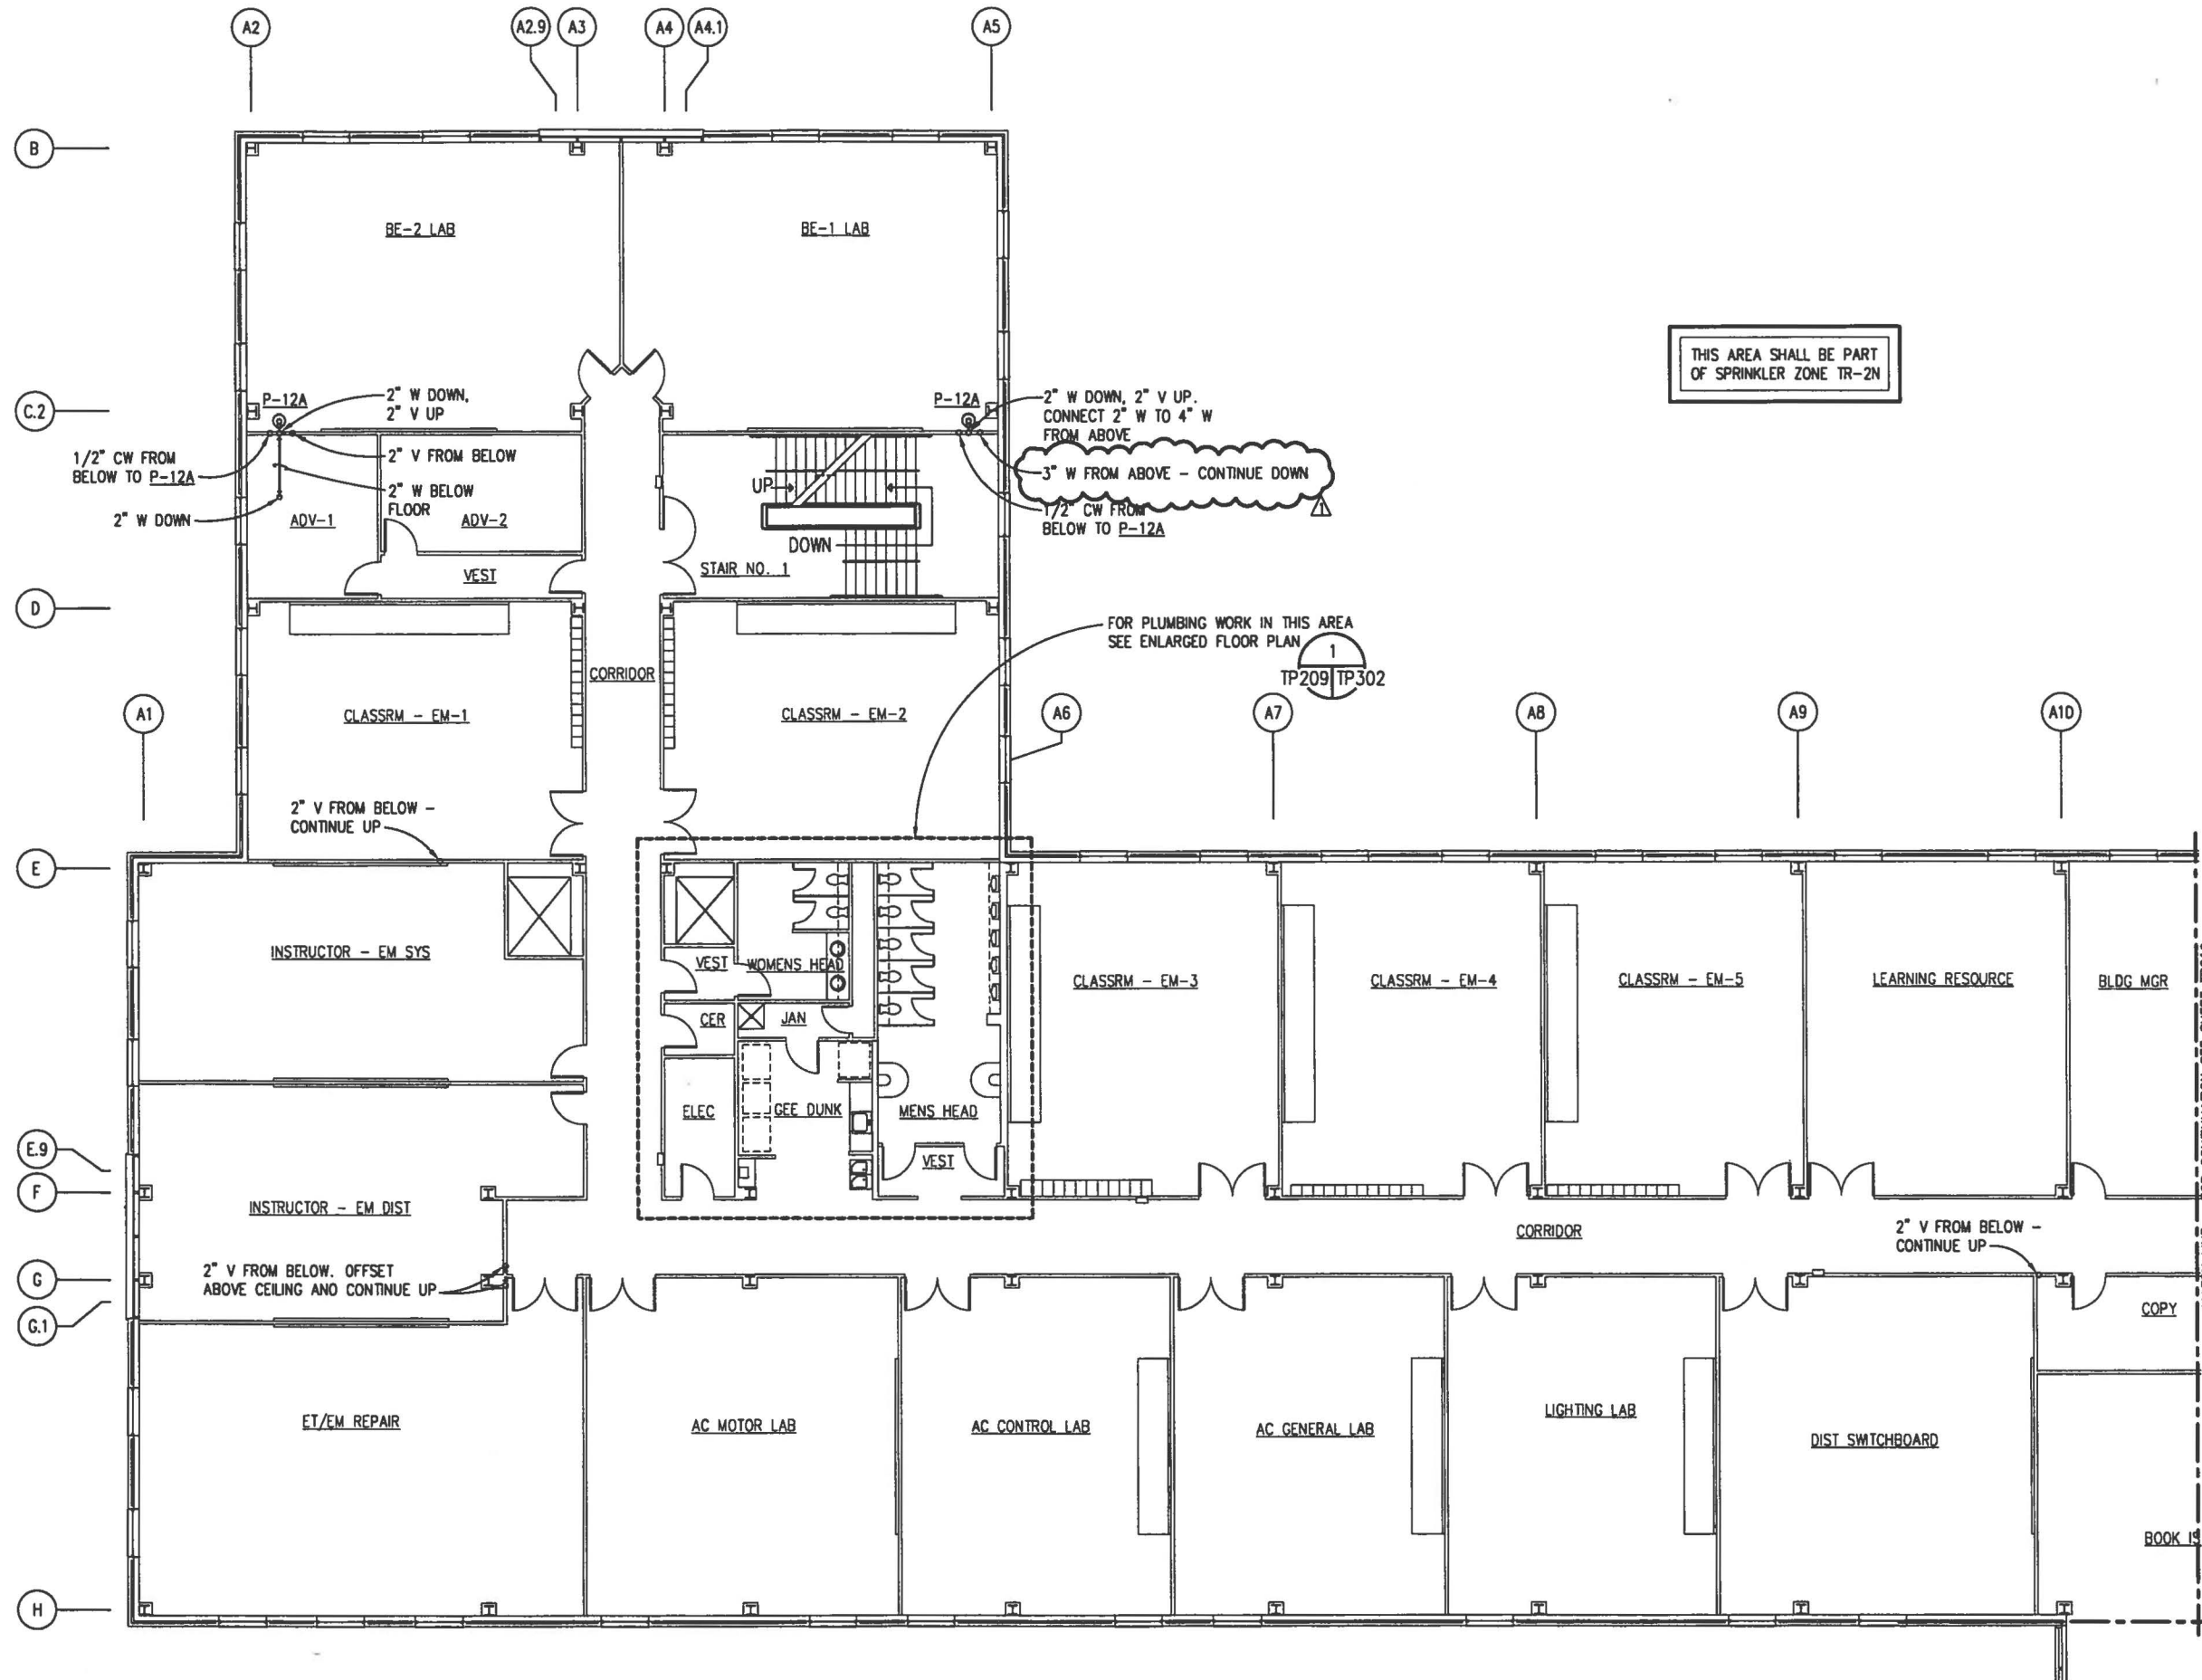 A2
A2.9
A3
A4
A4.1
A5
B
BE-2 LAB
BE-1 LAB
THIS AREA SHALL BE PART
OF SPRINKLER ZONE TR-2N
C.2
P-12A
2" W DOWN,
2" V UP
P-12A
2" W DOWN, 2" V UP.
CONNECT 2" W TO 4" W
FROM ABOVE
1/2" CW FROM
BELOW TO P-12A
2" V FROM BELOW
3" W FROM ABOVE - CONTINUE DOWN
1
2" W BELOW
FLOOR
2" W DOWN
ADV-1
ADV-2
UP
1/2" CW FROM
BELOW TO P-12A
DOWN
VEST
STAIR NO. 1
D
FOR PLUMBING WORK IN THIS AREA
SEE ENLARGED FLOOR PLAN
1
TP209 TP302
CORRIDOR
CLASSRM - EM-1
CLASSRM - EM-2
A1
A6
A7
A8
A9
A10
2" V FROM BELOW -
CONTINUE UP
E
INSTRUCTOR - EM SYS
VEST
WOMENS HEAD
CLASSRM - EM-3
CLASSRM - EM-4
CLASSRM - EM-5
LEARNING RESOURCE
BLDG MGR
CER
JAN
ELEC
GEE DUNK
MENS HEAD
VEST
E.9
F
INSTRUCTOR - EM DIST
CORRIDOR
2" V FROM BELOW -
CONTINUE UP
G
2" V FROM BELOW. OFFSET
ABOVE CEILING AND CONTINUE UP
G.1
COPY
ET/EM REPAIR
AC MOTOR LAB
AC CONTROL LAB
AC GENERAL LAB
LIGHTING LAB
DIST SWITCHBOARD
BOOK IS
H